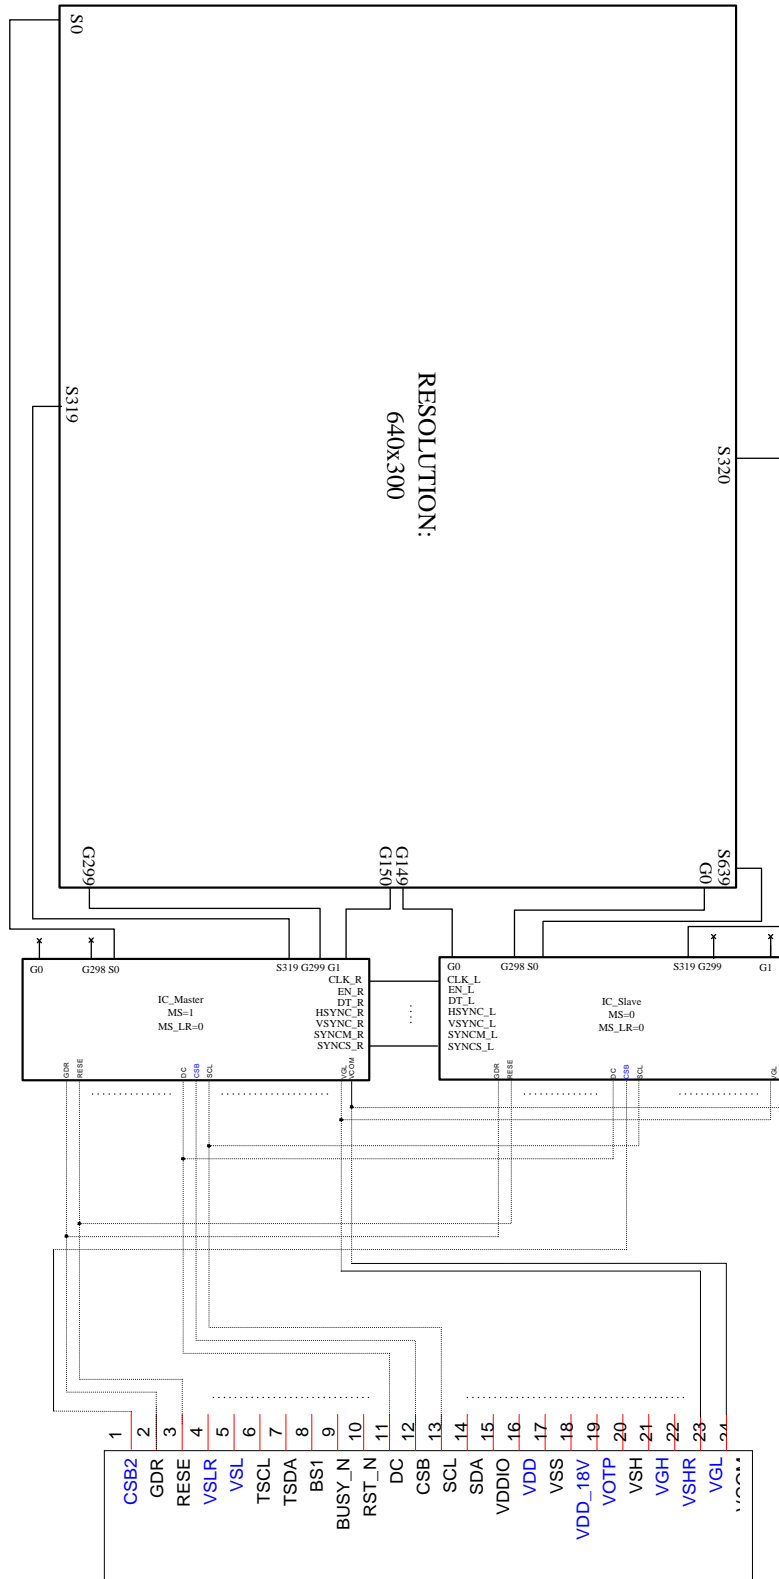 S0
S319
RESOLUTION:
640x300
S320
G299
G150
G149
G0
S639
G0
G298 S0
S319 G299 G1
IC_Master
MS=1
MS_LR=0
CLK_R
EN_R
DT_R
HSYNC_R
VSYNC_R
SYNCM_R
SYNCS_R
GDR
RESE
DC
CSB
SCL
VGL
VCOM
G0
G298 S0
S319 G299
G1
CLK_L
EN_L
DT_L
HSYNC_L
VSYNC_L
SYNCM_L
SYNCS_L
IC_Slave
MS=0
MS_LR=0
GDR
RESE
DC
CSB
SCL
VGL
1 CSB2
2 GDR
3 RESE
4 VSLR
5 VSL
6 TSCL
7 TSDA
8 BS1
9 BUSY_N
10 RST_N
11 DC
12 CSB
13 SCL
14 SDA
15 VDDIO
16 VDD
17 VSS
18 VDD_18V
19 VOTP
20 VSH
21 VGH
22 VSHR
23 VGL
24 VCOM